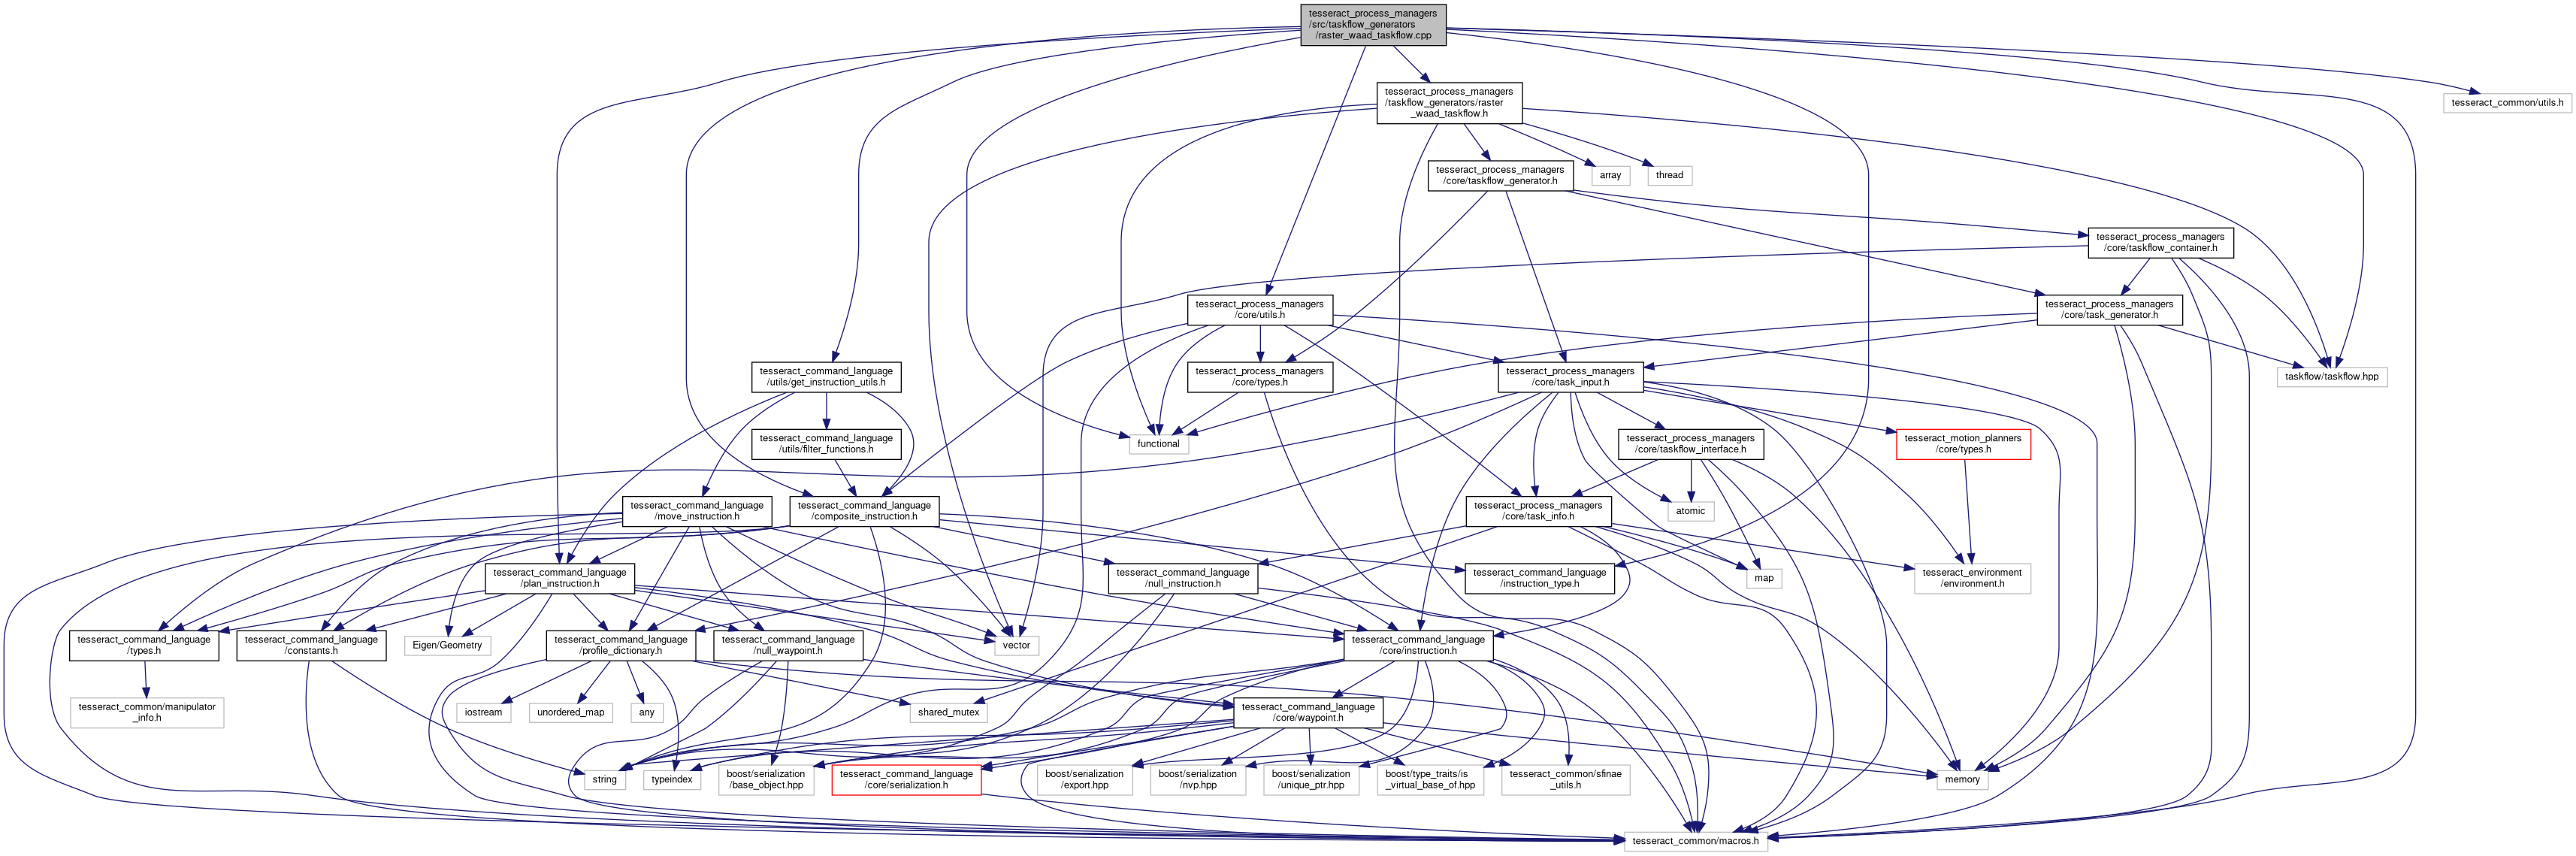 tesseract_process_managers
/src/taskflow_generators
/raster_waad_taskflow.cpp
tesseract_process_managers
/taskflow_generators/raster
_waad_taskflow.h
tesseract_common/utils.h
tesseract_process_managers
/core/taskflow_generator.h
array
thread
tesseract_process_managers
/core/taskflow_container.h
tesseract_process_managers
/core/utils.h
tesseract_process_managers
/core/task_generator.h
tesseract_command_language
/utils/get_instruction_utils.h
tesseract_process_managers
/core/types.h
tesseract_process_managers
/core/task_input.h
taskflow/taskflow.hpp
tesseract_command_language
/utils/filter_functions.h
functional
tesseract_process_managers
/core/taskflow_interface.h
tesseract_motion_planners
/core/types.h
tesseract_command_language
/move_instruction.h
tesseract_command_language
/composite_instruction.h
tesseract_process_managers
/core/task_info.h
atomic
tesseract_command_language
/plan_instruction.h
tesseract_command_language
/null_instruction.h
tesseract_command_language
/instruction_type.h
map
tesseract_environment
/environment.h
tesseract_command_language
/types.h
tesseract_command_language
/constants.h
Eigen/Geometry
tesseract_command_language
/profile_dictionary.h
tesseract_command_language
/null_waypoint.h
vector
tesseract_command_language
/core/instruction.h
tesseract_common/manipulator
_info.h
iostream
unordered_map
any
shared_mutex
tesseract_command_language
/core/waypoint.h
string
typeindex
boost/serialization
/base_object.hpp
tesseract_command_language
/core/serialization.h
boost/serialization
/export.hpp
boost/serialization
/nvp.hpp
boost/serialization
/unique_ptr.hpp
boost/type_traits/is
_virtual_base_of.hpp
tesseract_common/sfinae
_utils.h
memory
tesseract_common/macros.h